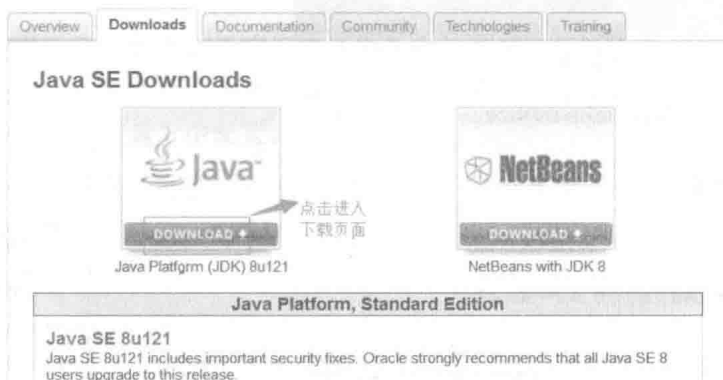 Overview Downloads Documentation Community Technologies Training
Java SE Downloads
Java
NetBeans
点击进入
下载页面
DOWNLOAD
DOWNLOAD
Java Platform (JDK) 8u121
NetBeans with JDK 8
Java Platform, Standard Edition
Java SE 8u121
Java SE 8u121 includes important security fixes. Oracle strongly recommends that all Java SE 8
users upgrade to this release.